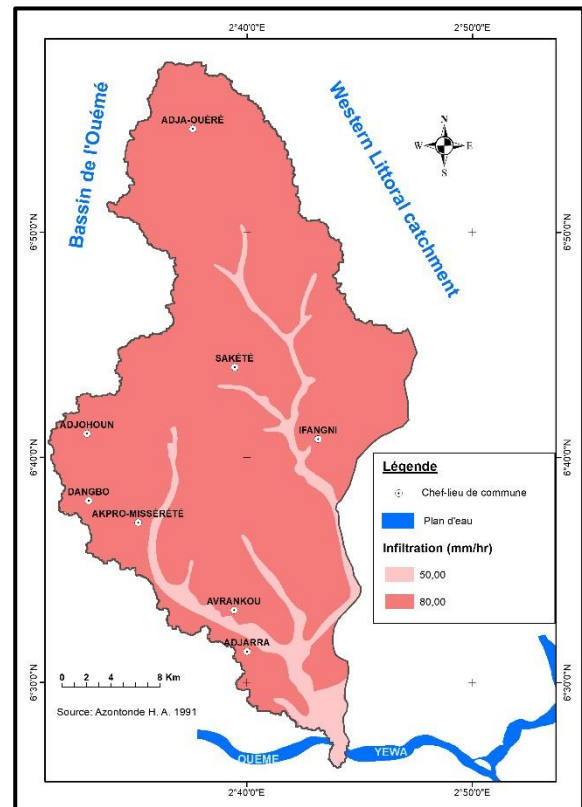 2°40'0"E
2°50'0"E
Bassin de l'Ouémé
Western Littoral catchment
N
W
E
S
ADJA-OUÈRÈ
6°50'0"N
6°50'0"N
SAKÉTÉ
ADJOHOUN
IFANGNI
6°40'0"N
6°40'0"N
DANGBO
AKPRO-MISSÉRÉTÉ
AVRANKOU
ADJARRA
Légende
Chef-lieu de commune
Plan d'eau
Infiltration (mm/hr)
50,00
80,00
0 2 4 8 Km
6°30'0"N
6°30'0"N
Source: Azontonde H. A. 1991
OUÉME
YEWA
2°40'0"E
2°50'0"E